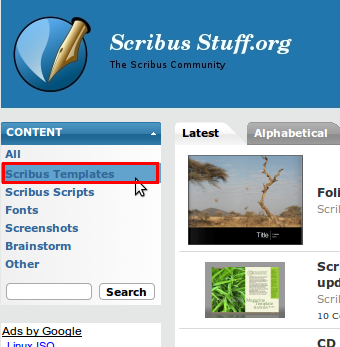 Scribus Stuff.org
The Scribus Community
CONTENT
All
Scribus Templates
Scribus Scripts
Fonts
Screenshots
Brainstorm
Other
Search
Ads by Google
Linux ISO
Latest
Alphabetical
Title
Foli
Scrib
Scr
upd
Scrib
10 C
CD